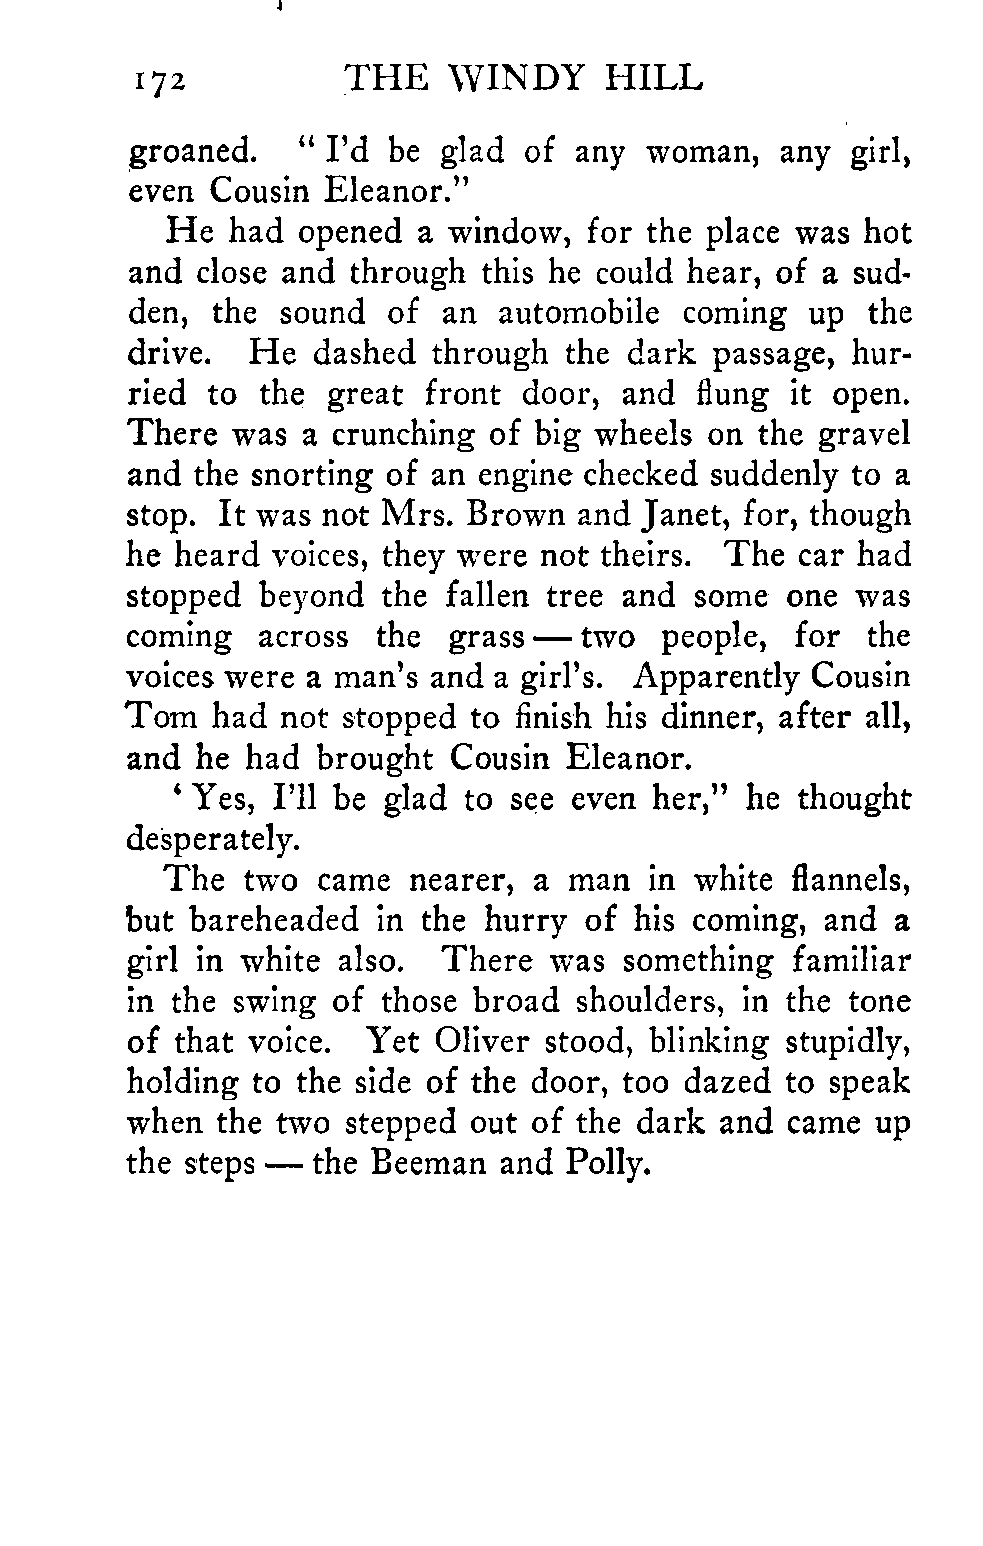 172 THE WINDY HILL
groaned. “ I’d be glad of any woman, any girl,
even Cousin Eleanor.”
He had opened a window, for the place was hot
and close and through this he could hear, of a sud-
den, the sound of an automobile coming up the
drive. He dashed through the dark passage, hur-
ried to the great front door, and flung it open.
There was a crunching of big wheels on the gravel
and the snorting of an engine checked suddenly to a
stop. It was not Mrs. Brown and Janet, for, though
he heard voices, they were not theirs. The car had
stopped beyond the fallen tree and some one was
coming across the grass — two people, for the
voices were a man’s and a girl’s. Apparently Cousin
Tom had not stopped to finish his dinner, after all,
and he had brought Cousin Eleanor.
‘ Yes, I’ll be glad to see even her,” he thought
desperately.
The two came nearer, a man in white flannels,
but bareheaded in the hurry of his coming, and a
girl in white also. There was something familiar
in the swing of those broad shoulders, in the tone
of that voice. Yet Oliver stood, blinking stupidly,
holding to the side of the door, too dazed to speak
when the two stepped out of the dark and came up
the steps — the Beeman and Polly.